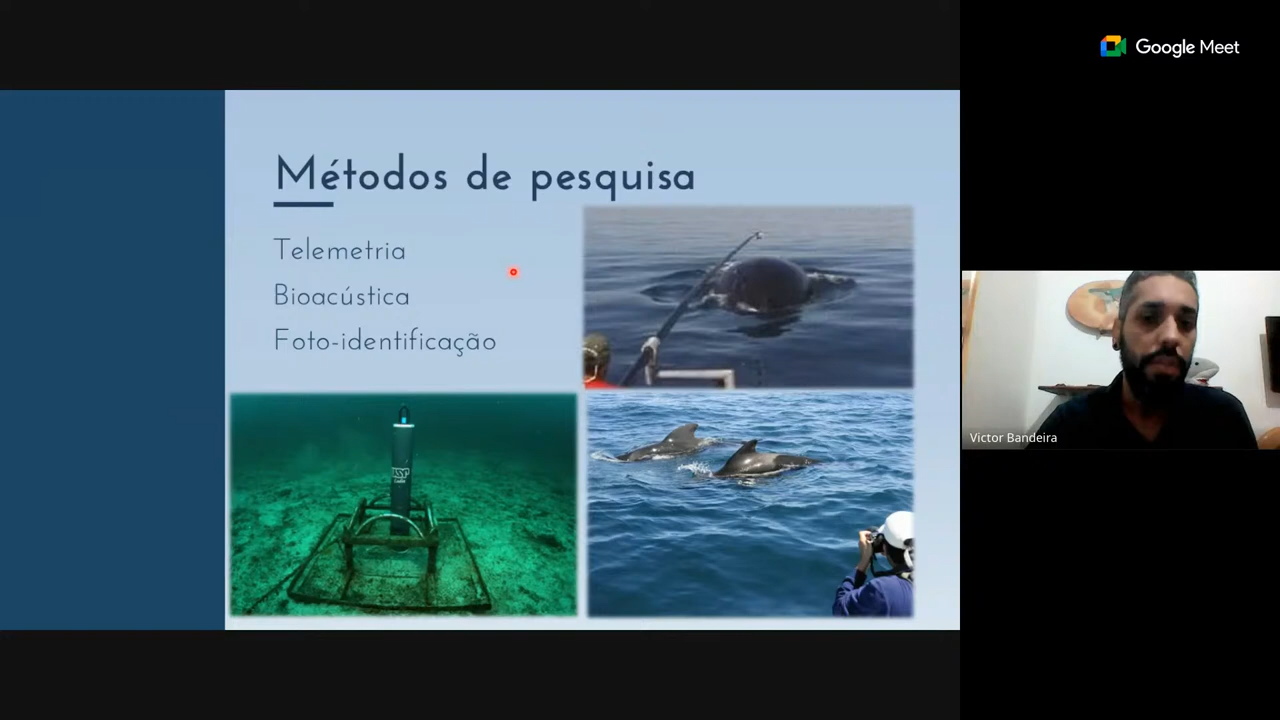 Google Meet
Métodos de pesquisa
Telemetria
Bioacústica
Foto-identificação
Victor Bandeira